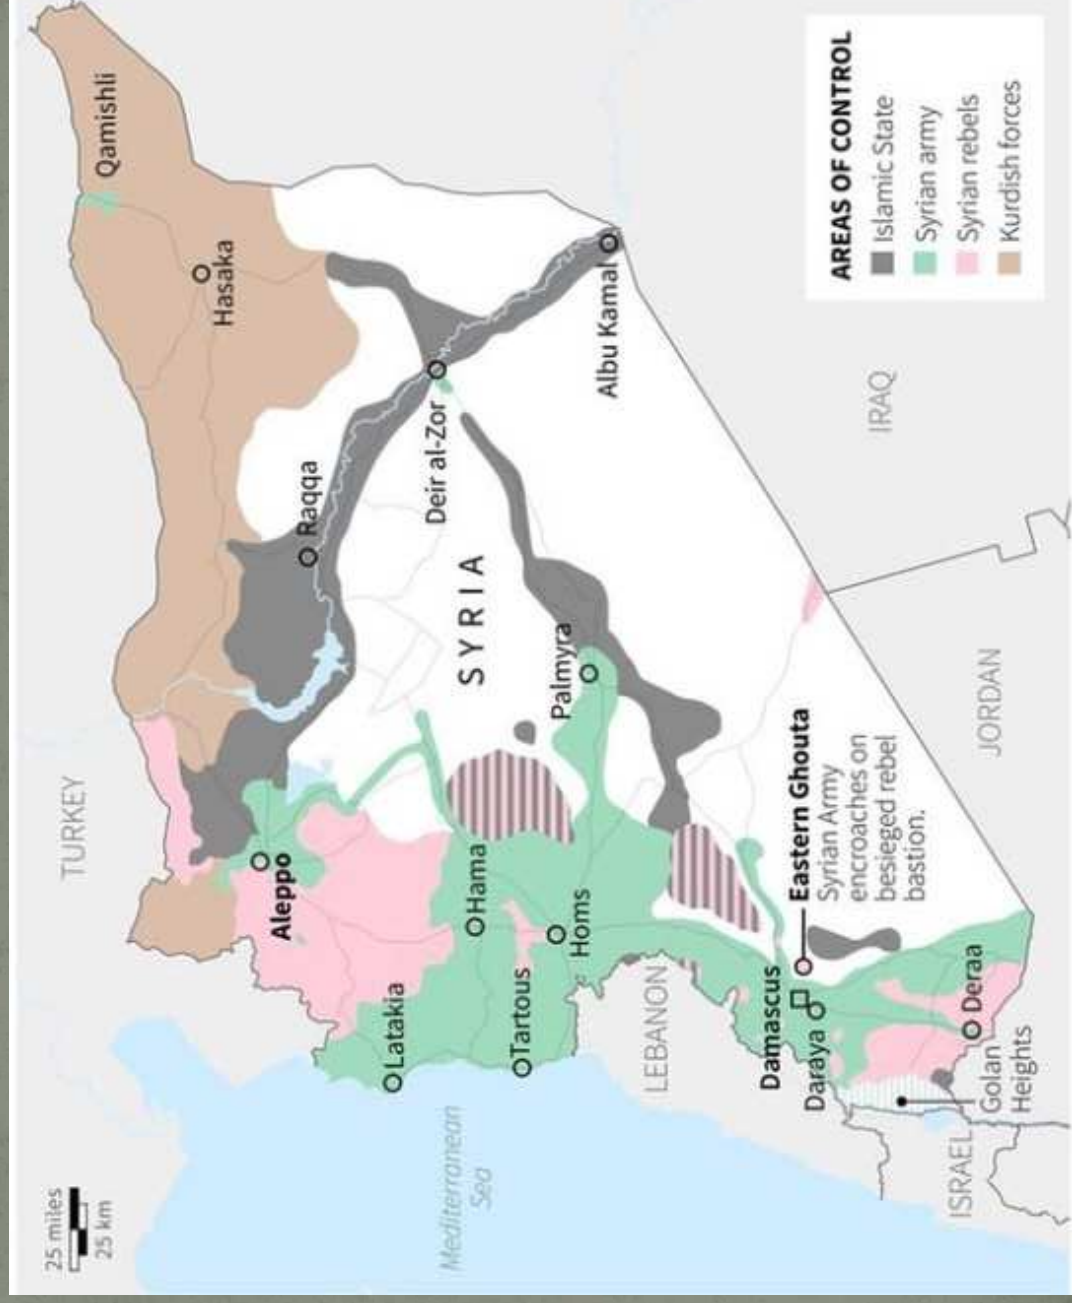 AREAS OF CONTROL
Islamic State
Syrian army
Syrian rebels
Kurdish forces
25 miles
25 km
TURKEY
Qamishli
Hasaka
Aleppo
Raqqa
Latakia
Deir al-Zor
Hama
SYRIA
Tartous
Homs
Palmyra
Albu Kamal
Mediterranean
Sea
LEBANON
Damascus
Eastern Ghouta
Syrian Army
encroaches on
besieged rebel
bastion.
Daraya
IRAQ
Deraa
Golan
Heights
ISRAEL
JORDAN